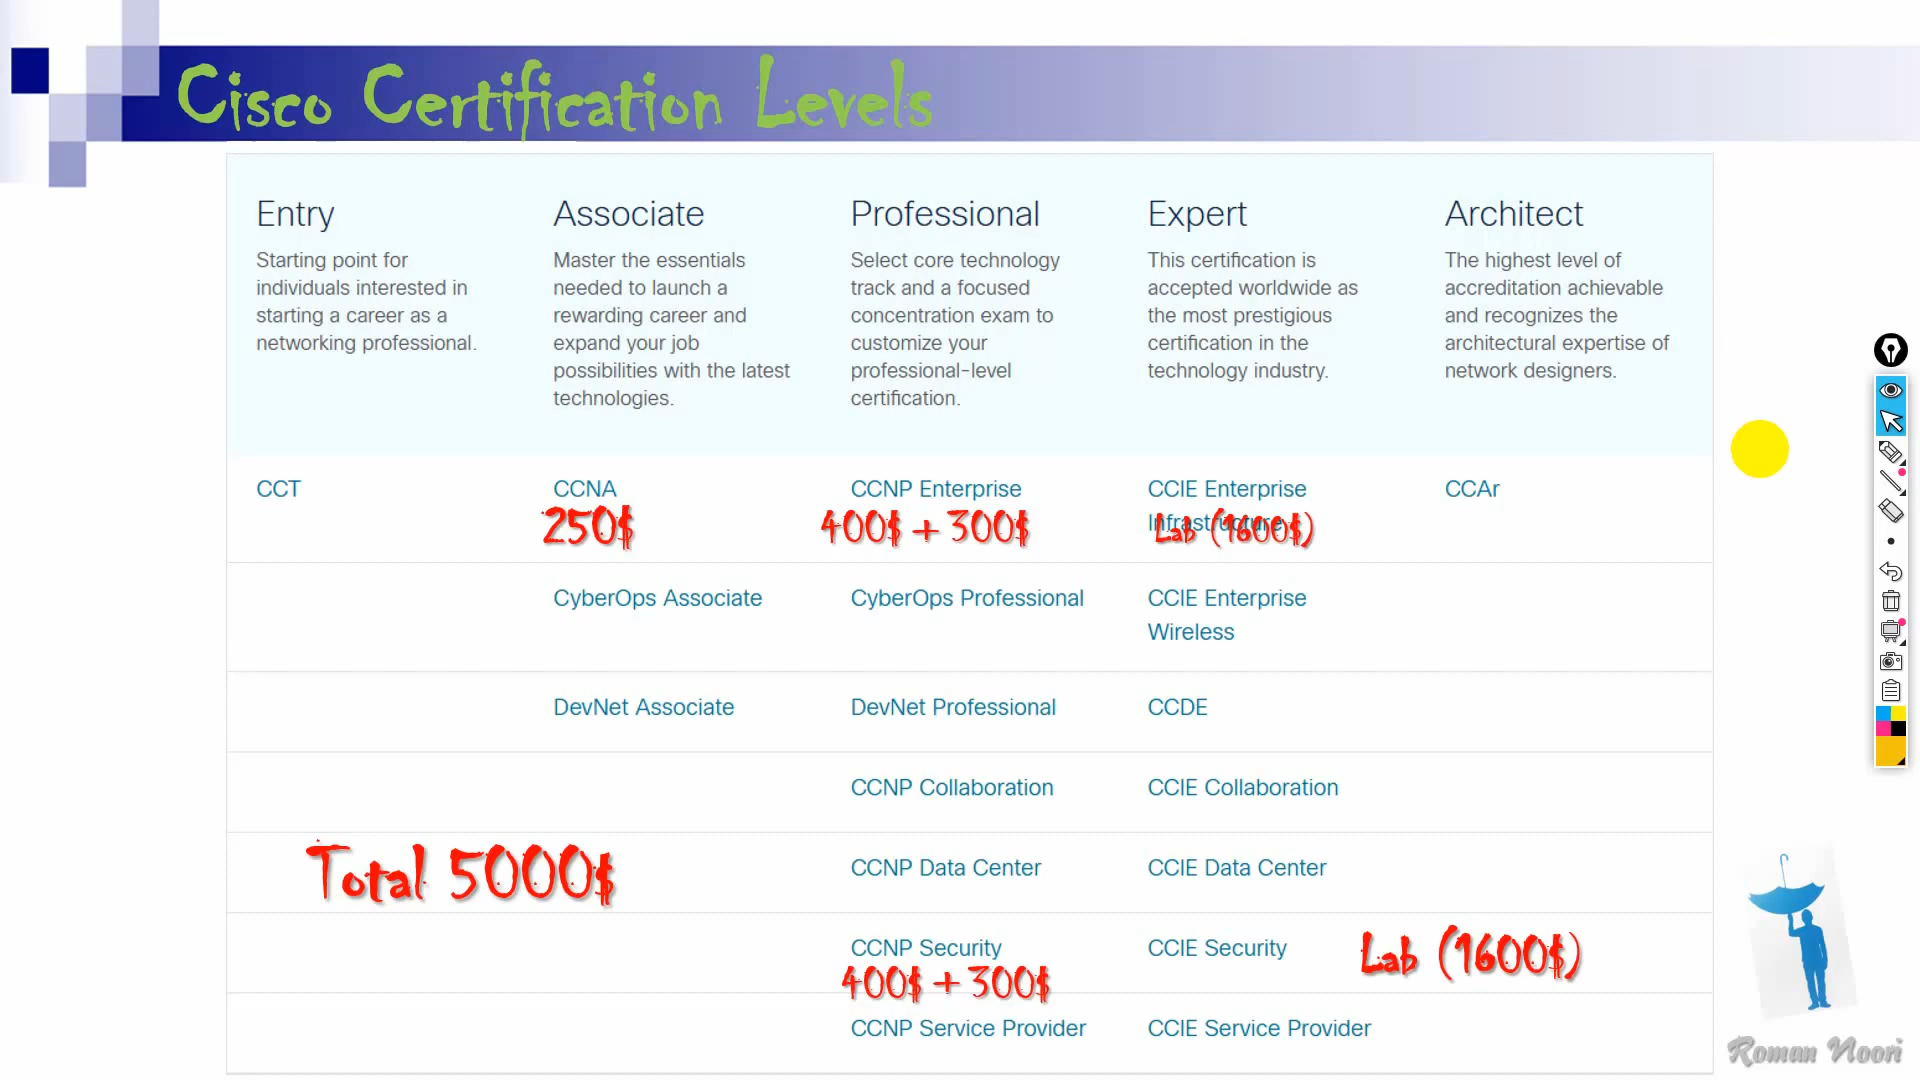 Cisco Certification Levels
Entry
Starting point for
individuals interested in
starting a career as a
networking professional.
Associate
Master the essentials
needed to launch a
rewarding career and
expand your job
possibilities with the latest
technologies.
Professional
Select core technology
track and a focused
concentration exam to
customize your
professional-level
certification.
Expert
This certification is
accepted worldwide as
the most prestigious
certification in the
technology industry.
Architect
The highest level of
accreditation achievable
and recognizes the
architectural expertise of
network designers.
CCT
CCNA
250$
CCNP Enterprise
400$ + 300$
CCIE Enterprise
Infrastructure
Lab (1600$)
CCAr
CyberOps Associate
CyberOps Professional
CCIE Enterprise
Wireless
DevNet Associate
DevNet Professional
CCDE
CCNP Collaboration
CCIE Collaboration
Total 5000$
CCNP Data Center
CCIE Data Center
CCNP Security
400$ + 300$
CCIE Security
Lab (1600$)
CCNP Service Provider
CCIE Service Provider
Roman Noori